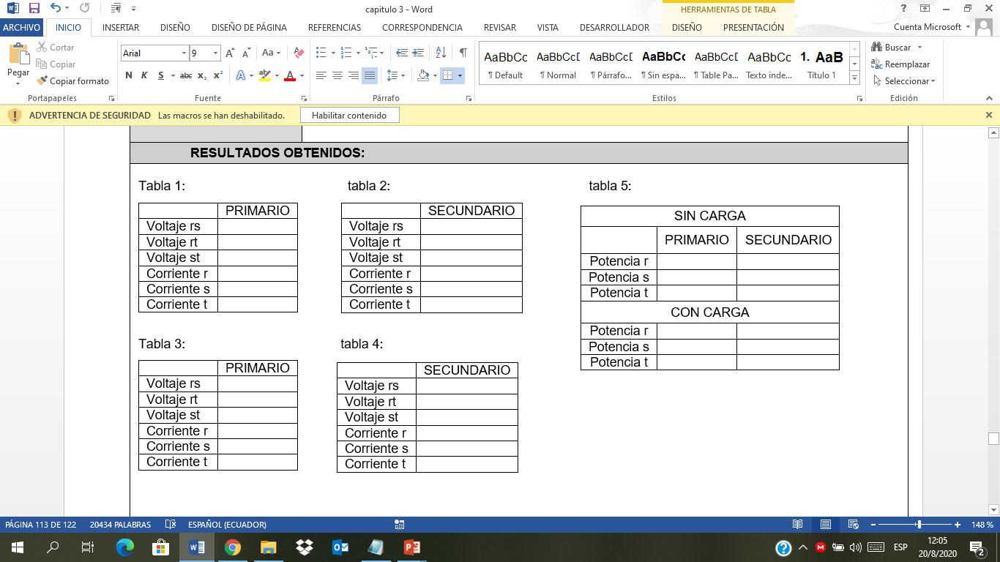 capitulo 3 - Word
HERRAMIENTAS DE TABLA
ARCHIVO INICIO INSERTAR DISEÑO DISEÑO DE PÁGINA REFERENCIAS CORRESPONDENCIA REVISAR VISTA DESARROLLADOR DISEÑO PRESENTACIÓN Cuenta Microsoft
Pegar
Cortar
Copiar
Copiar formato
Portapapeles
Arial 9
N K S abc x₂ x²
Fuente
Párrafo
AaBbCc AaBbCcD AaBbCcD AaBbCc AaBbCcD AaBbCc 1. AaB
¶ Default ¶ Normal ¶ Párrafo... ¶ Sin espa... ¶ Table Pa... Texto inde... Título 1
Estilos
Buscar
Reemplazar
Seleccionar
Edición
ADVERTENCIA DE SEGURIDAD Las macros se han deshabilitado. Habilitar contenido
RESULTADOS OBTENIDOS:
Tabla 1:
PRIMARIO
Voltaje rs
Voltaje rt
Voltaje st
Corriente r
Corriente s
Corriente t
tabla 2:
SECUNDARIO
Voltaje rs
Voltaje rt
Voltaje st
Corriente r
Corriente s
Corriente t
tabla 5:
SIN CARGA
PRIMARIO SECUNDARIO
Potencia r
Potencia s
Potencia t
CON CARGA
Potencia r
Potencia s
Potencia t
Tabla 3:
PRIMARIO
Voltaje rs
Voltaje rt
Voltaje st
Corriente r
Corriente s
Corriente t
tabla 4:
SECUNDARIO
Voltaje rs
Voltaje rt
Voltaje st
Corriente r
Corriente s
Corriente t
PÁGINA 113 DE 122 20434 PALABRAS ESPAÑOL (ECUADOR) 148 %
ESP
12:05
20/8/2020
2